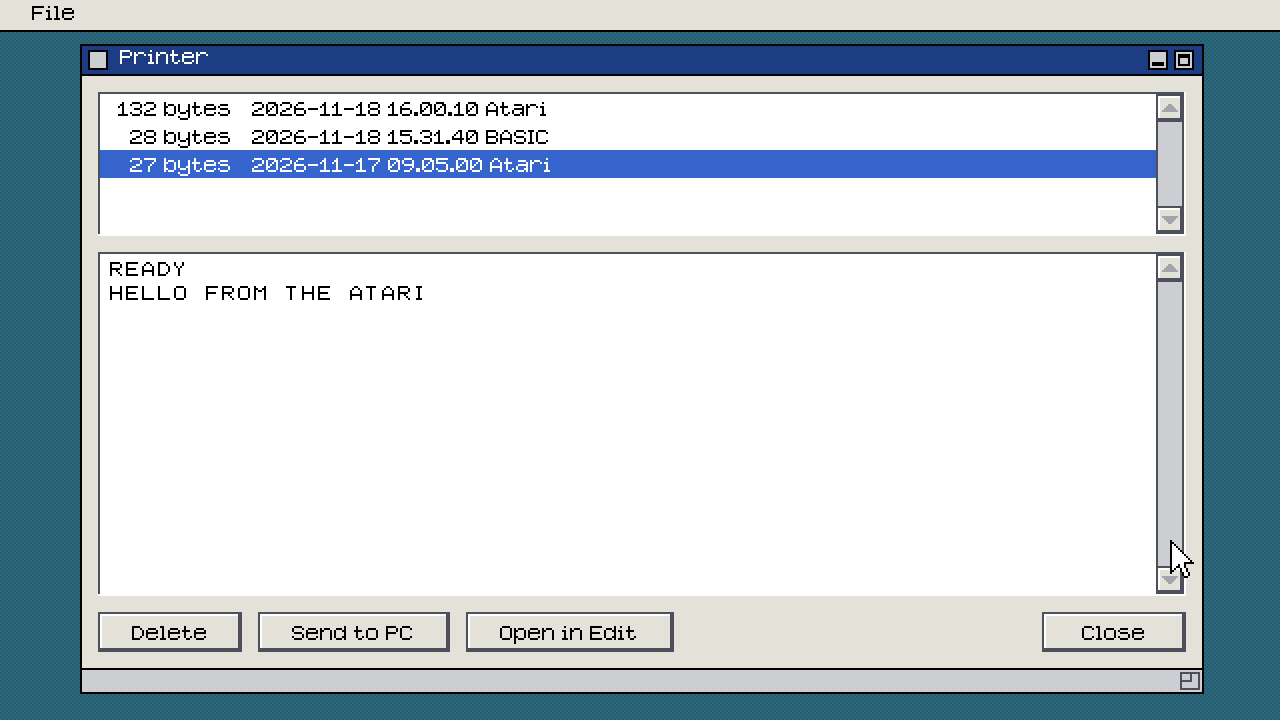 File
Printer
132 bytes 2026-11-18 16.00.10 Atari
28 bytes 2026-11-18 15.31.40 BASIC
27 bytes 2026-11-17 09.05.00 Atari
READY
HELLO FROM THE ATARI
Delete
Send to PC
Open in Edit
Close